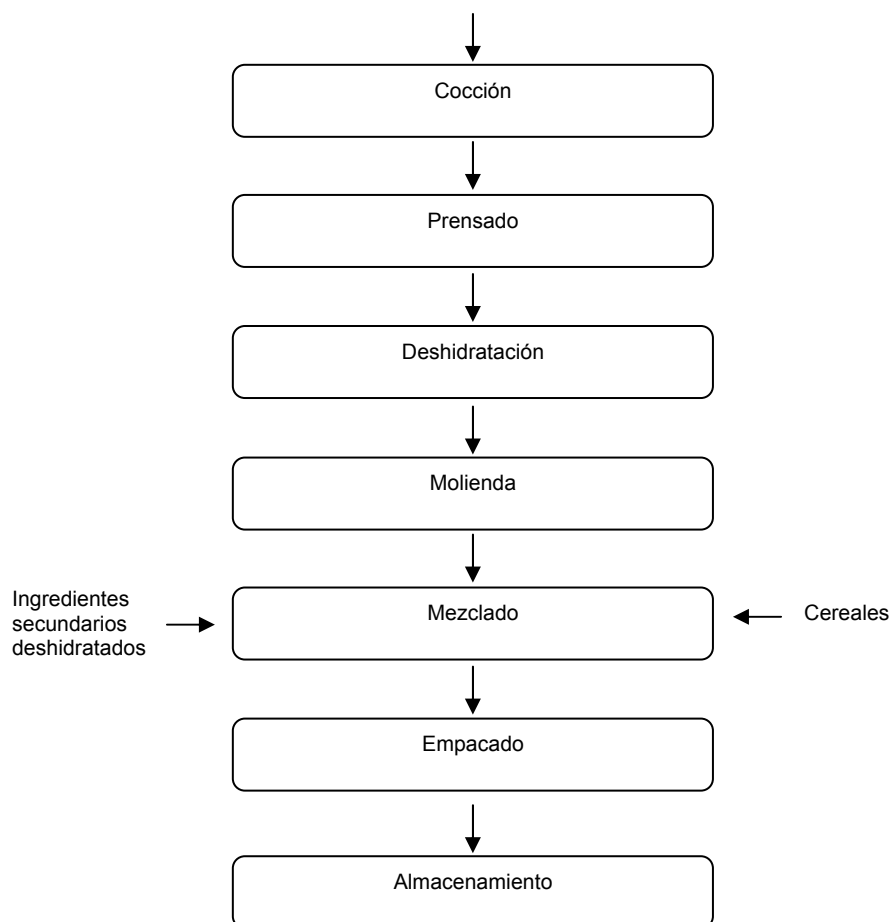 Cocción
Prensado
Deshidratación
Molienda
Ingredientes
secundarios
deshidratados
Mezclado
Cereales
Empacado
Almacenamiento